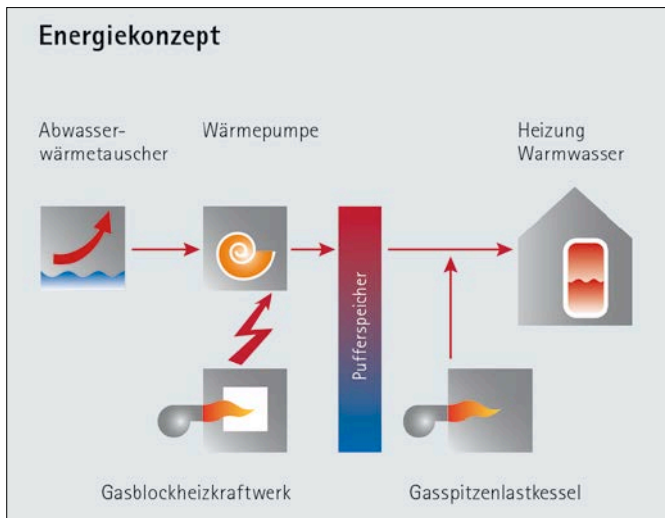 Energiekonzept
Abwasser-
wärmetauscher
Wärmepumpe
Heizung
Warmwasser
Pufferspeicher
Gasblockheizkraftwerk
Gasspitzenlastkessel